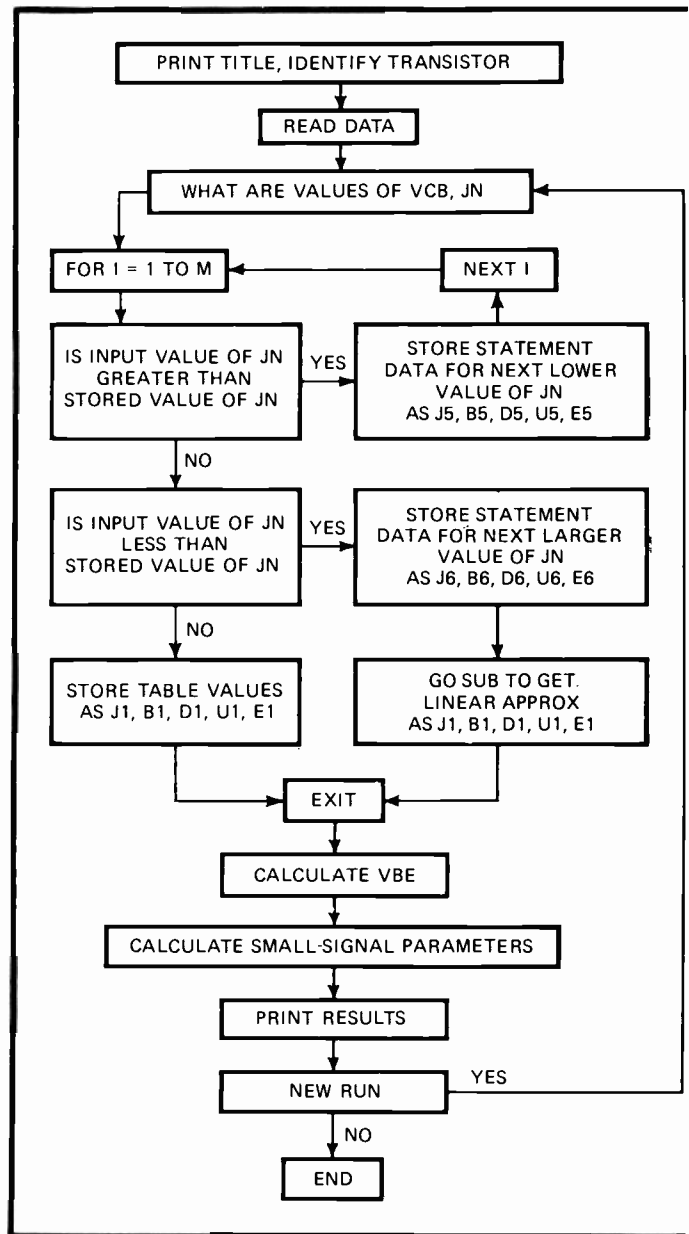 PRINT TITLE, IDENTIFY TRANSISTOR
READ DATA
WHAT ARE VALUES OF VCB, JN
FOR I = 1 TO M
NEXT I
IS INPUT VALUE OF JN
GREATER THAN
STORED VALUE OF JN
YES
STORE STATEMENT
DATA FOR NEXT LOWER
VALUE OF JN
AS J5, B5, D5, U5, E5
NO
IS INPUT VALUE OF JN
LESS THAN
STORED VALUE OF JN
YES
STORE STATEMENT
DATA FOR NEXT LARGER
VALUE OF JN
AS J6, B6, D6, U6, E6
NO
STORE TABLE VALUES
AS J1, B1, D1, U1, E1
GO SUB TO GET.
LINEAR APPROX
AS J1, B1, D1, U1, E1
EXIT
CALCULATE VBE
CALCULATE SMALL-SIGNAL PARAMETERS
PRINT RESULTS
NEW RUN
YES
NO
END